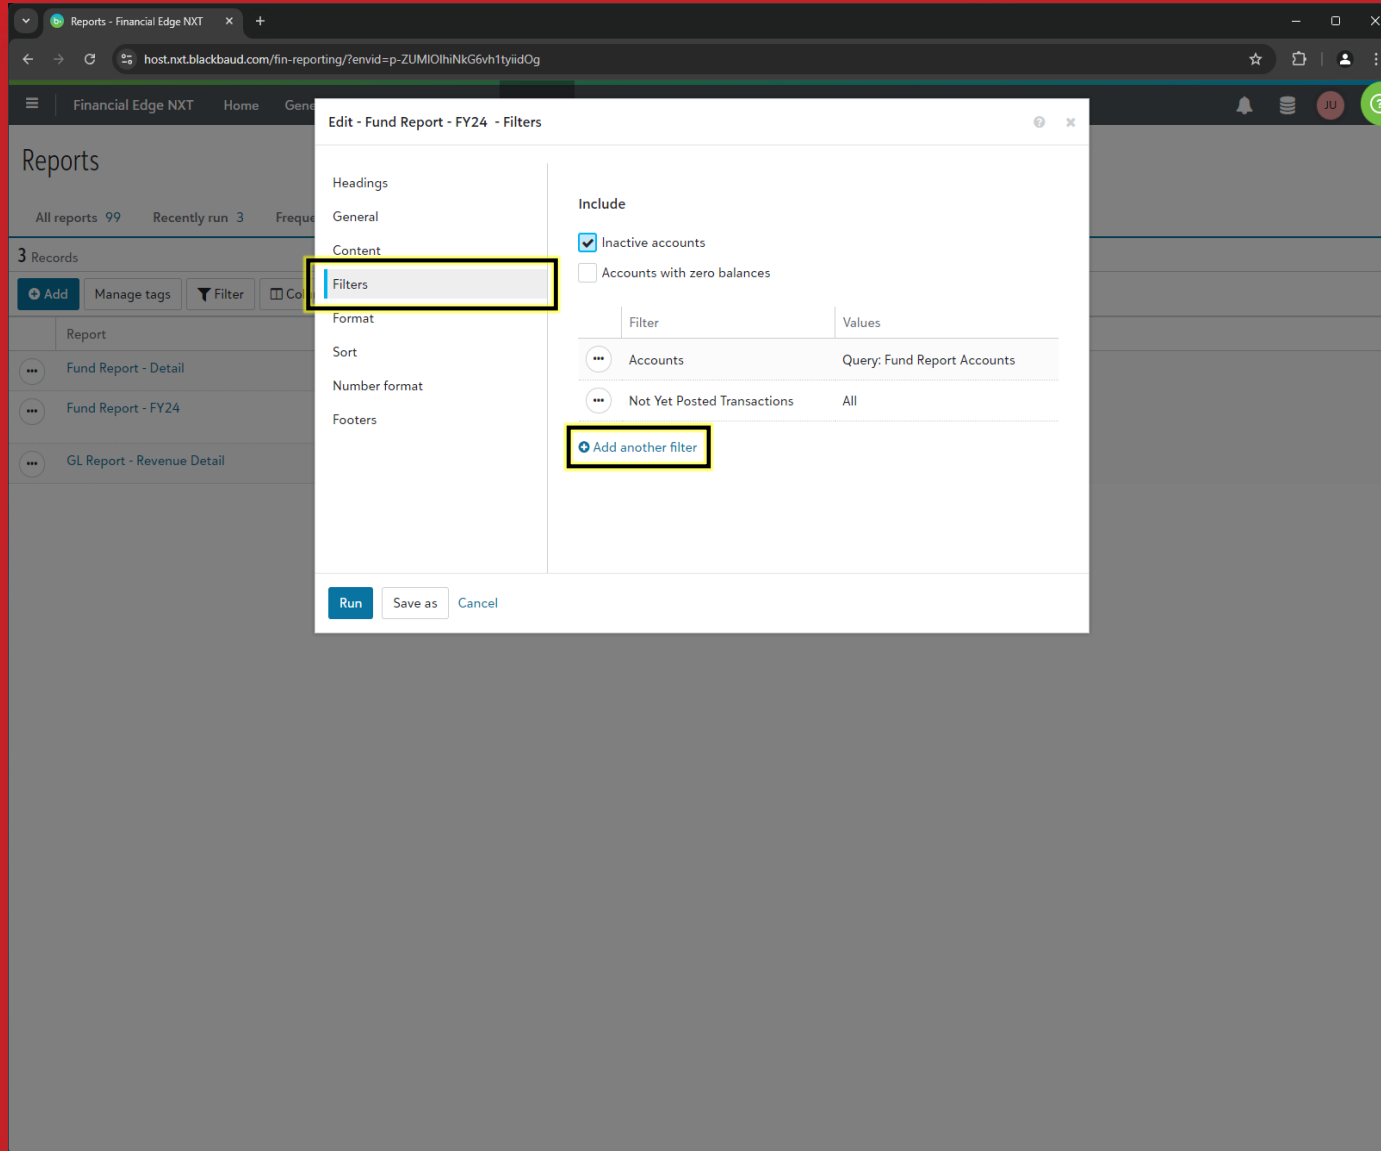 Reports - Financial Edge NXT
host.nxt.blackbaud.com/fin-reporting/?envid=p-ZUMIOIhiNkG6vh1tyiidOg
Financial Edge NXT Home Gene
JU
Reports
All reports 99 Recently run 3 Freque
3 Records
Add Manage tags Filter Colu
Report
Fund Report - Detail
Fund Report - FY24
GL Report - Revenue Detail
Edit - Fund Report - FY24 - Filters
Headings
General
Content
Filters
Format
Sort
Number format
Footers
Include
Inactive accounts
Accounts with zero balances
Filter Values
Accounts Query: Fund Report Accounts
Not Yet Posted Transactions All
Add another filter
Run Save as Cancel